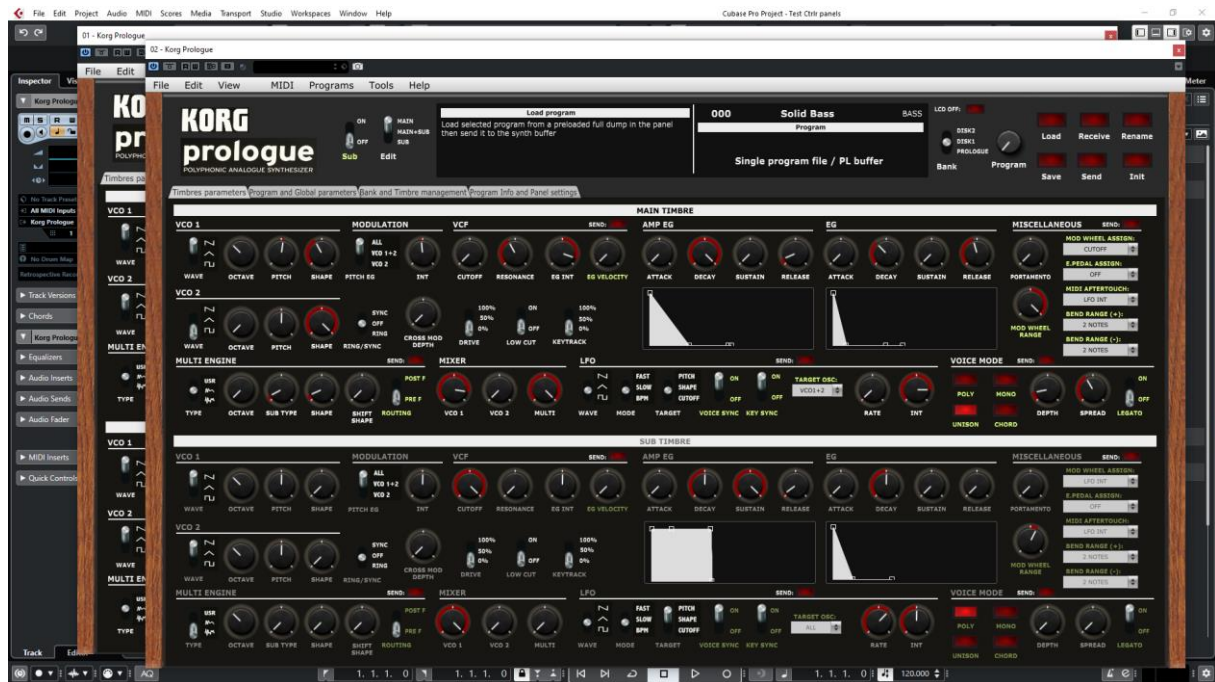 File Edit Project Audio MIDI Scores Media Transport Studio Workspaces Window Help
Cubase Pro Project - Test Ctrlr panels
01 - Korg Prologue
02 - Korg Prologue
File Edit
File Edit View MIDI Programs Tools Help
Inspector
Meter
KORG
prologue
POLYPHONIC ANALOGUE SYNTHESIZER
ON
OFF
Sub
MAIN
MAIN+SUB
SUB
Edit
Load program
Load selected program from a preloaded full dump in the panel
then send it to the synth buffer
000 Solid Bass BASS
Program
Single program file / PL buffer
LCD OFF:
DISK2
DISK1
PROLOGUE
Bank
Program
Load Receive Rename
Save Send Init
Timbres parameters Program and Global parameters Bank and Timbre management Program Info and Panel settings
MAIN TIMBRE
VCO 1 MODULATION VCF SEND: AMP EG EG MISCELLANEOUS SEND:
ALL
VCO 1+2
VCO 2
WAVE OCTAVE PITCH SHAPE PITCH EG INT CUTOFF RESONANCE EG INT EG VELOCITY ATTACK DECAY SUSTAIN RELEASE ATTACK DECAY SUSTAIN RELEASE PORTAMENTO
MOD WHEEL ASSIGN:
CUTOFF
E.PEDAL ASSIGN:
OFF
MIDI AFTERTOUCH:
LFO INT
BEND RANGE (+):
2 NOTES
BEND RANGE (-):
2 NOTES
MOD WHEEL
RANGE
VCO 2
SYNC
OFF
RING
100%
50%
0%
ON
OFF
100%
50%
0%
WAVE OCTAVE PITCH SHAPE RING/SYNC CROSS MOD DEPTH DRIVE LOW CUT KEYTRACK
MULTI ENGINE SEND: MIXER LFO SEND: VOICE MODE SEND:
USR
POST F
PRE F
FAST
SLOW
BPM
PITCH
SHAPE
CUTOFF
ON
OFF
ON
OFF
TARGET OSC:
VCO1+2
POLY MONO
UNISON CHORD
ON
OFF
TYPE OCTAVE SUB TYPE SHAPE SHIFT SHAPE ROUTING VCO 1 VCO 2 MULTI WAVE MODE TARGET VOICE SYNC KEY SYNC RATE INT DEPTH SPREAD LEGATO
SUB TIMBRE
VCO 1 MODULATION VCF SEND: AMP EG EG MISCELLANEOUS SEND:
ALL
VCO 1+2
VCO 2
WAVE OCTAVE PITCH SHAPE PITCH EG INT CUTOFF RESONANCE EG INT EG VELOCITY ATTACK DECAY SUSTAIN RELEASE ATTACK DECAY SUSTAIN RELEASE PORTAMENTO
MOD WHEEL ASSIGN:
LFO INT
E.PEDAL ASSIGN:
OFF
MIDI AFTERTOUCH:
LFO INT
BEND RANGE (+):
2 NOTES
BEND RANGE (-):
2 NOTES
MOD WHEEL
RANGE
VCO 2
SYNC
OFF
RING
100%
50%
0%
ON
OFF
100%
50%
0%
WAVE OCTAVE PITCH SHAPE RING/SYNC CROSS MOD DEPTH DRIVE LOW CUT KEYTRACK
MULTI ENGINE SEND: MIXER LFO SEND: VOICE MODE SEND:
USR
POST F
PRE F
FAST
SLOW
BPM
PITCH
SHAPE
CUTOFF
ON
OFF
ON
OFF
TARGET OSC:
ALL
POLY MONO
UNISON CHORD
ON
OFF
TYPE OCTAVE SUB TYPE SHAPE SHIFT SHAPE ROUTING VCO 1 VCO 2 MULTI WAVE MODE TARGET VOICE SYNC KEY SYNC RATE INT DEPTH SPREAD LEGATO
No Track Preset
All MIDI Inputs
Korg Prologue
1
No Drum Map
Track Versions
Chords
Equalizers
Audio Inserts
Audio Sends
Audio Fader
MIDI Inserts
Quick Controls
Track
AQ
1. 1. 1. 0
1. 1. 1. 0
1. 1. 1. 0
120.000